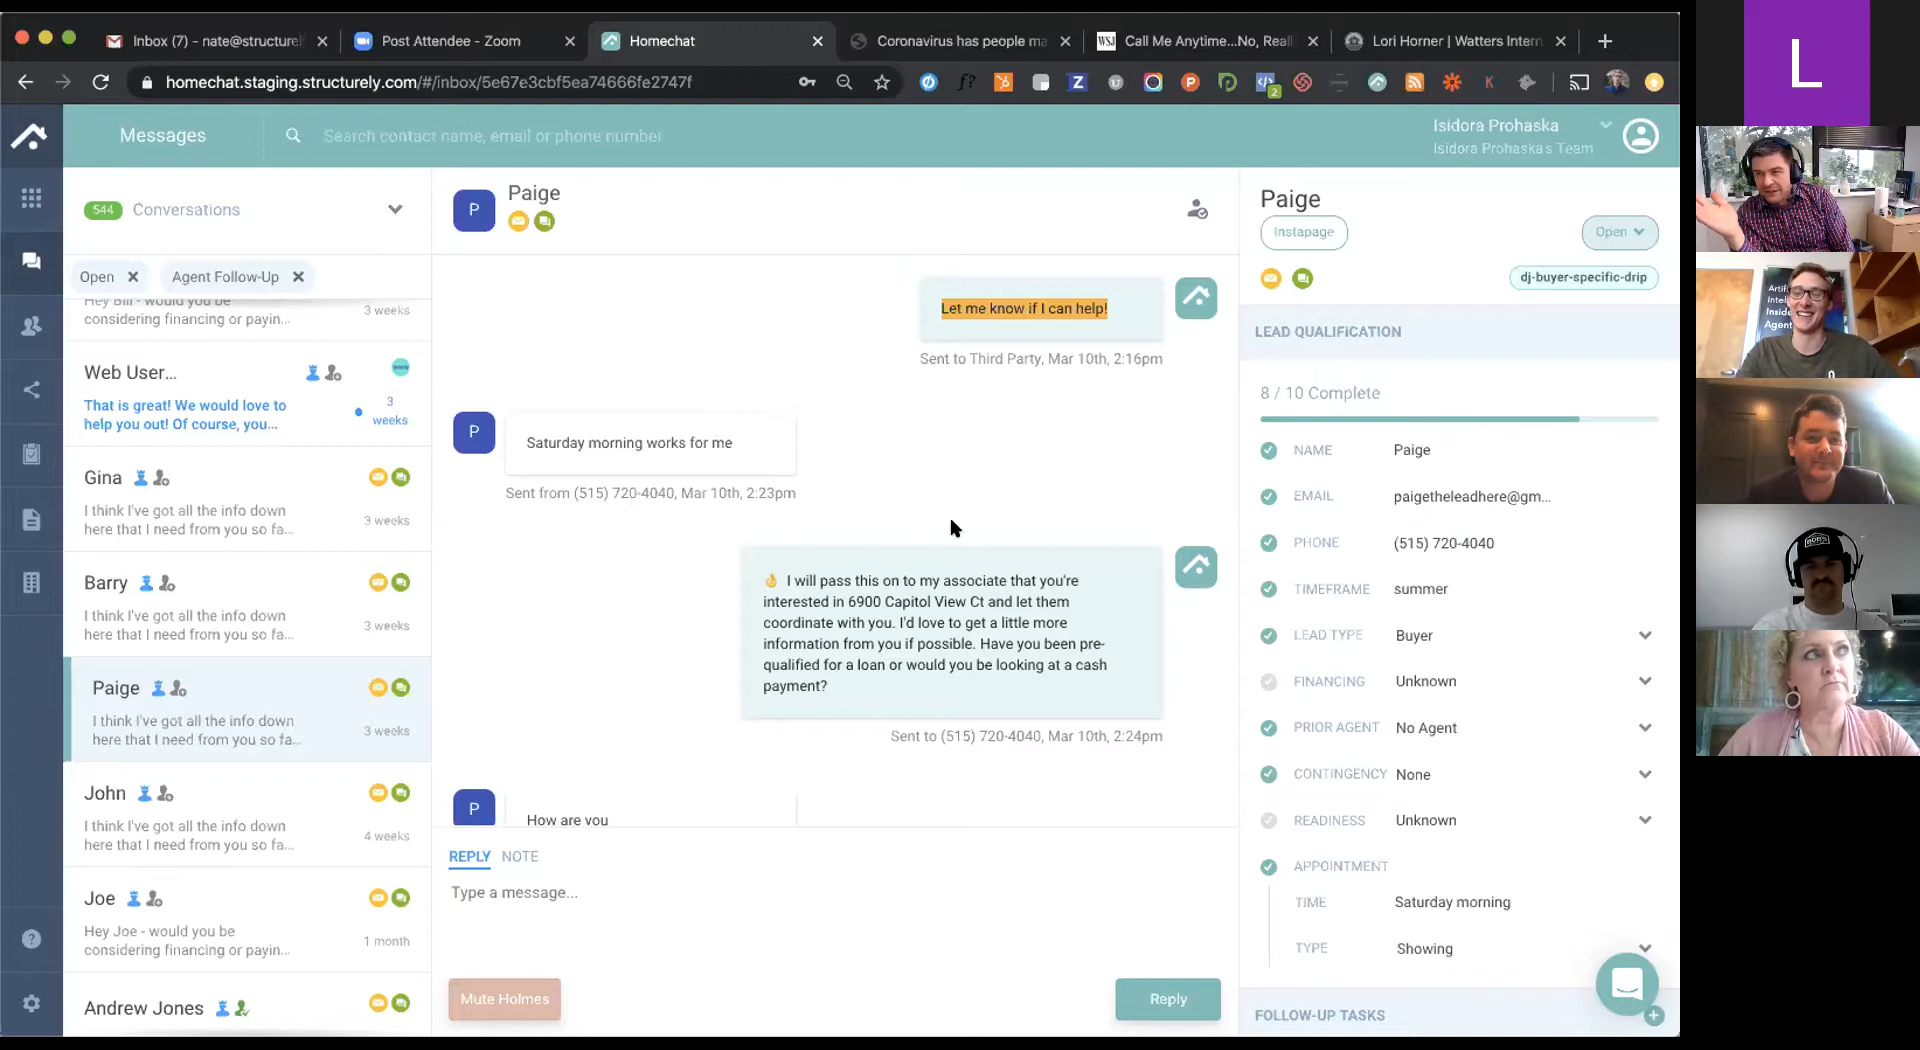 Inbox (7) - nate@structurel
Post Attendee - Zoom
Homechat
Coronavirus has people ma
WSJ
Call Me Anytime...No, Reall
Lori Horner | Watters Intern
homechat.staging.structurely.com/#/inbox/5e67e3cbf5ea74666fe2747f
f?
Z
P
2
K
Messages
Search contact name, email or phone number
Isidora Prohaska
Isidora Prohaska's Team
544 Conversations
Open
Agent Follow-Up
Hey Bill - would you be
considering financing or payin...
3 weeks
Web User...
That is great! We would love to
help you out! Of course, you...
3
weeks
Gina
I think I've got all the info down
here that I need from you so fa...
3 weeks
Barry
I think I've got all the info down
here that I need from you so fa...
3 weeks
Paige
I think I've got all the info down
here that I need from you so fa...
3 weeks
John
I think I've got all the info down
here that I need from you so fa...
4 weeks
Joe
Hey Joe - would you be
considering financing or payin...
1 month
Andrew Jones
P
Paige
Let me know if I can help!
Sent to Third Party, Mar 10th, 2:16pm
P
Saturday morning works for me
Sent from (515) 720-4040, Mar 10th, 2:23pm
👌 I will pass this on to my associate that you're
interested in 6900 Capitol View Ct and let them
coordinate with you. I'd love to get a little more
information from you if possible. Have you been pre-
qualified for a loan or would you be looking at a cash
payment?
Sent to (515) 720-4040, Mar 10th, 2:24pm
P
How are you
REPLY NOTE
Type a message...
Mute Holmes
Reply
Paige
Instapage
Open
dj-buyer-specific-drip
LEAD QUALIFICATION
8 / 10 Complete
NAME Paige
EMAIL paigetheleadhere@gm...
PHONE (515) 720-4040
TIMEFRAME summer
LEAD TYPE Buyer
FINANCING Unknown
PRIOR AGENT No Agent
CONTINGENCY None
READINESS Unknown
APPOINTMENT
TIME Saturday morning
TYPE Showing
FOLLOW-UP TASKS
L
Artifi
Intel
Inside
Agent
BOB'S